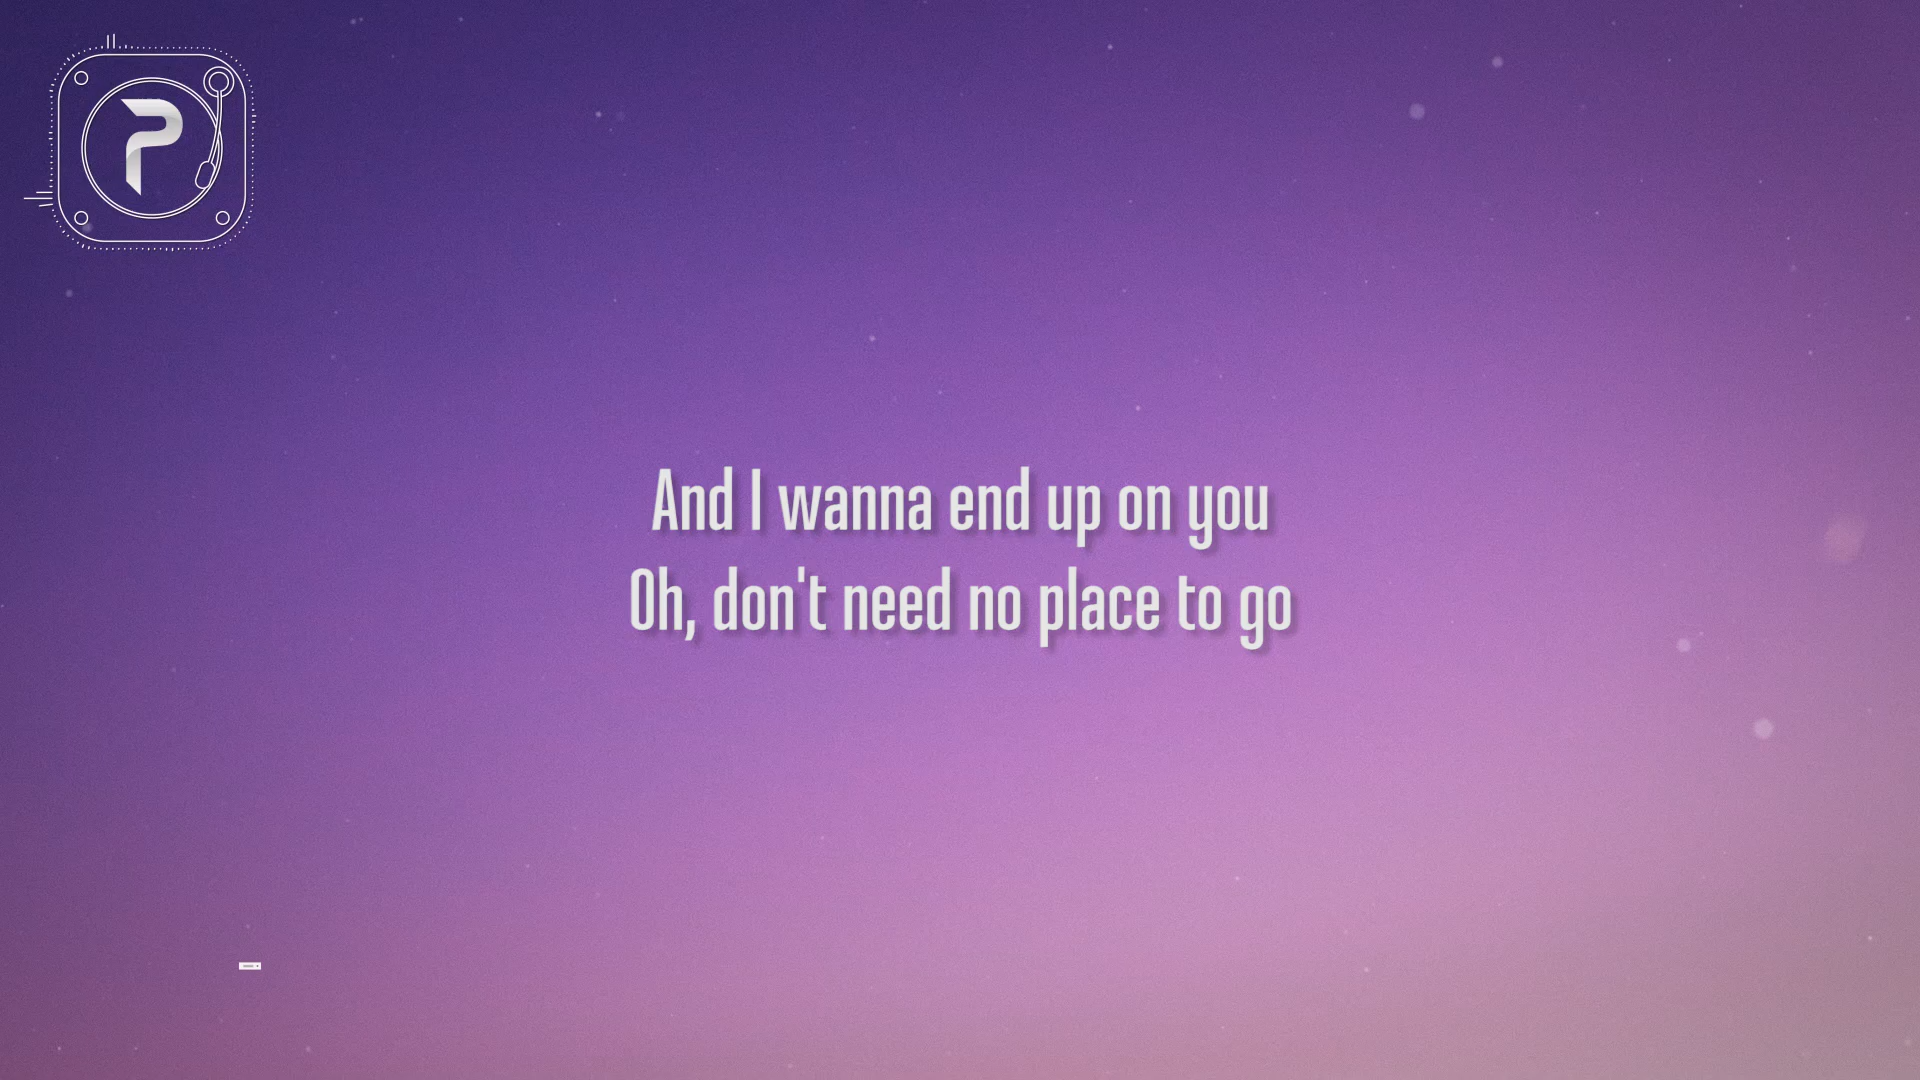 P
And I wanna end up on you
Oh, don't need no place to go